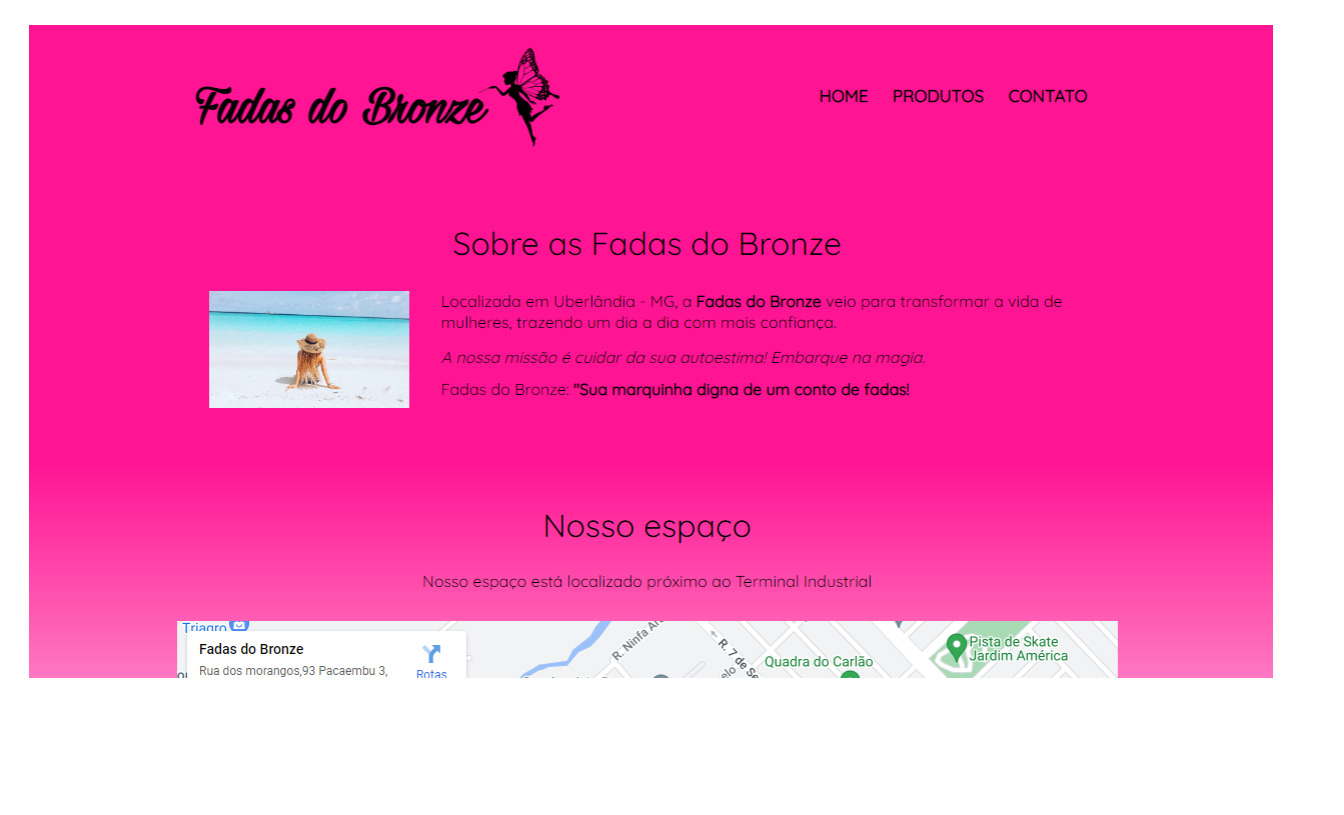 Fadas do Bronze
HOME PRODUTOS CONTATO
Sobre as Fadas do Bronze
Localizada em Uberlândia - MG, a Fadas do Bronze veio para transformar a vida de
mulheres, trazendo um dia a dia com mais confiança.
A nossa missão é cuidar da sua autoestima! Embarque na magia.
Fadas do Bronze: "Sua marquinha digna de um conto de fadas!
Nosso espaço
Nosso espaço está localizado próximo ao Terminal Industrial
Triagro
Fadas do Bronze
Rua dos morangos,93 Pacaembu 3,
Rotas
R. Ninfa
R. 7 de
Quadra do Carlão
Pista de Skate
Jardim América